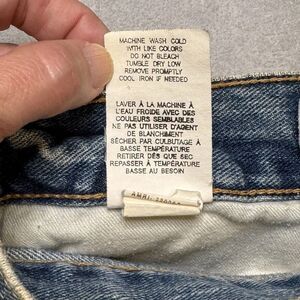 MACHINE WASH COLD
WITH LIKE COLORS
DO NOT BLEACH
TUMBLE DRY LOW
REMOVE PROMPTLY
COOL IRON IF NEEDED
LAVER À LA MACHINE À
L'EAU FROIDE AVEC DES
COULEURS SEMBLABLES
NE PAS UTILISER D'AGENT
DE BLANCHIMENT
SÈCHER PAR CULBUTAGE À
BASSE TEMPÉRATURE
RETIRER DÈS QUE SEC
REPASSER À TEMPÉRATURE
BASSE AU BESOIN